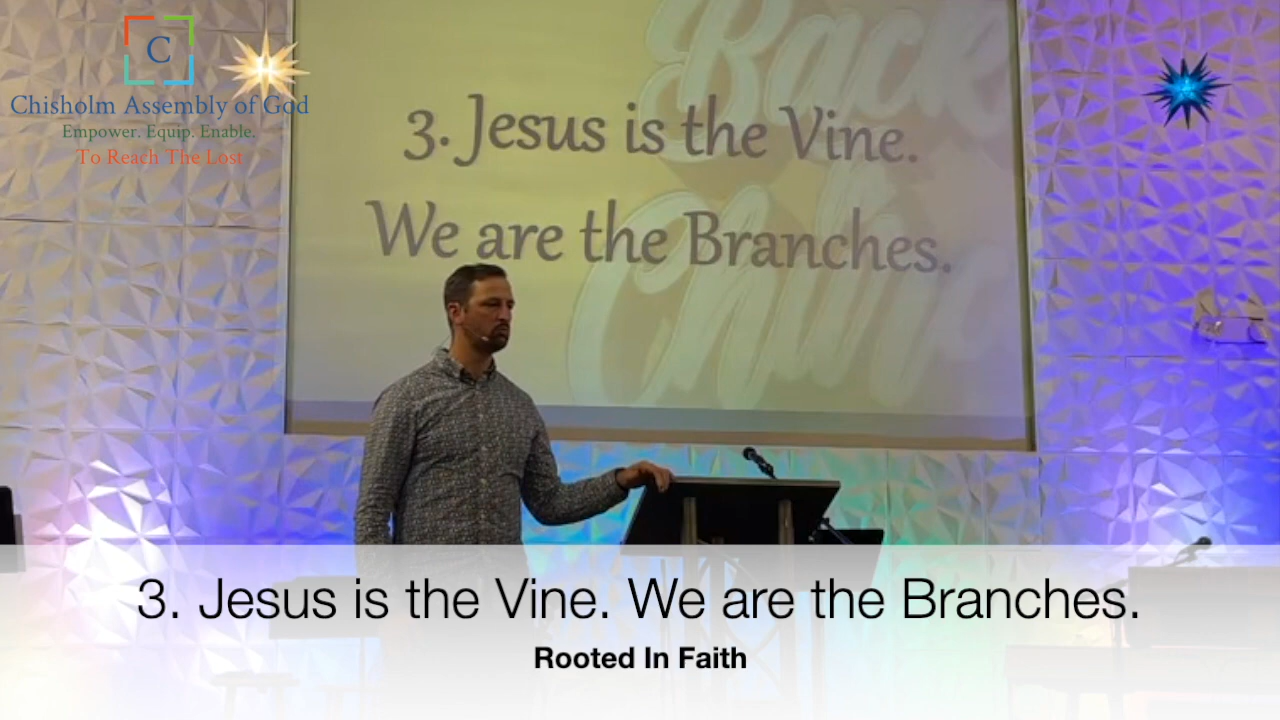 C
Chisholm Assembly of God
Empower. Equip. Enable.
To Reach The Lost
Back
3. Jesus is the Vine.
We are the Branches.
3. Jesus is the Vine. We are the Branches.
Rooted In Faith